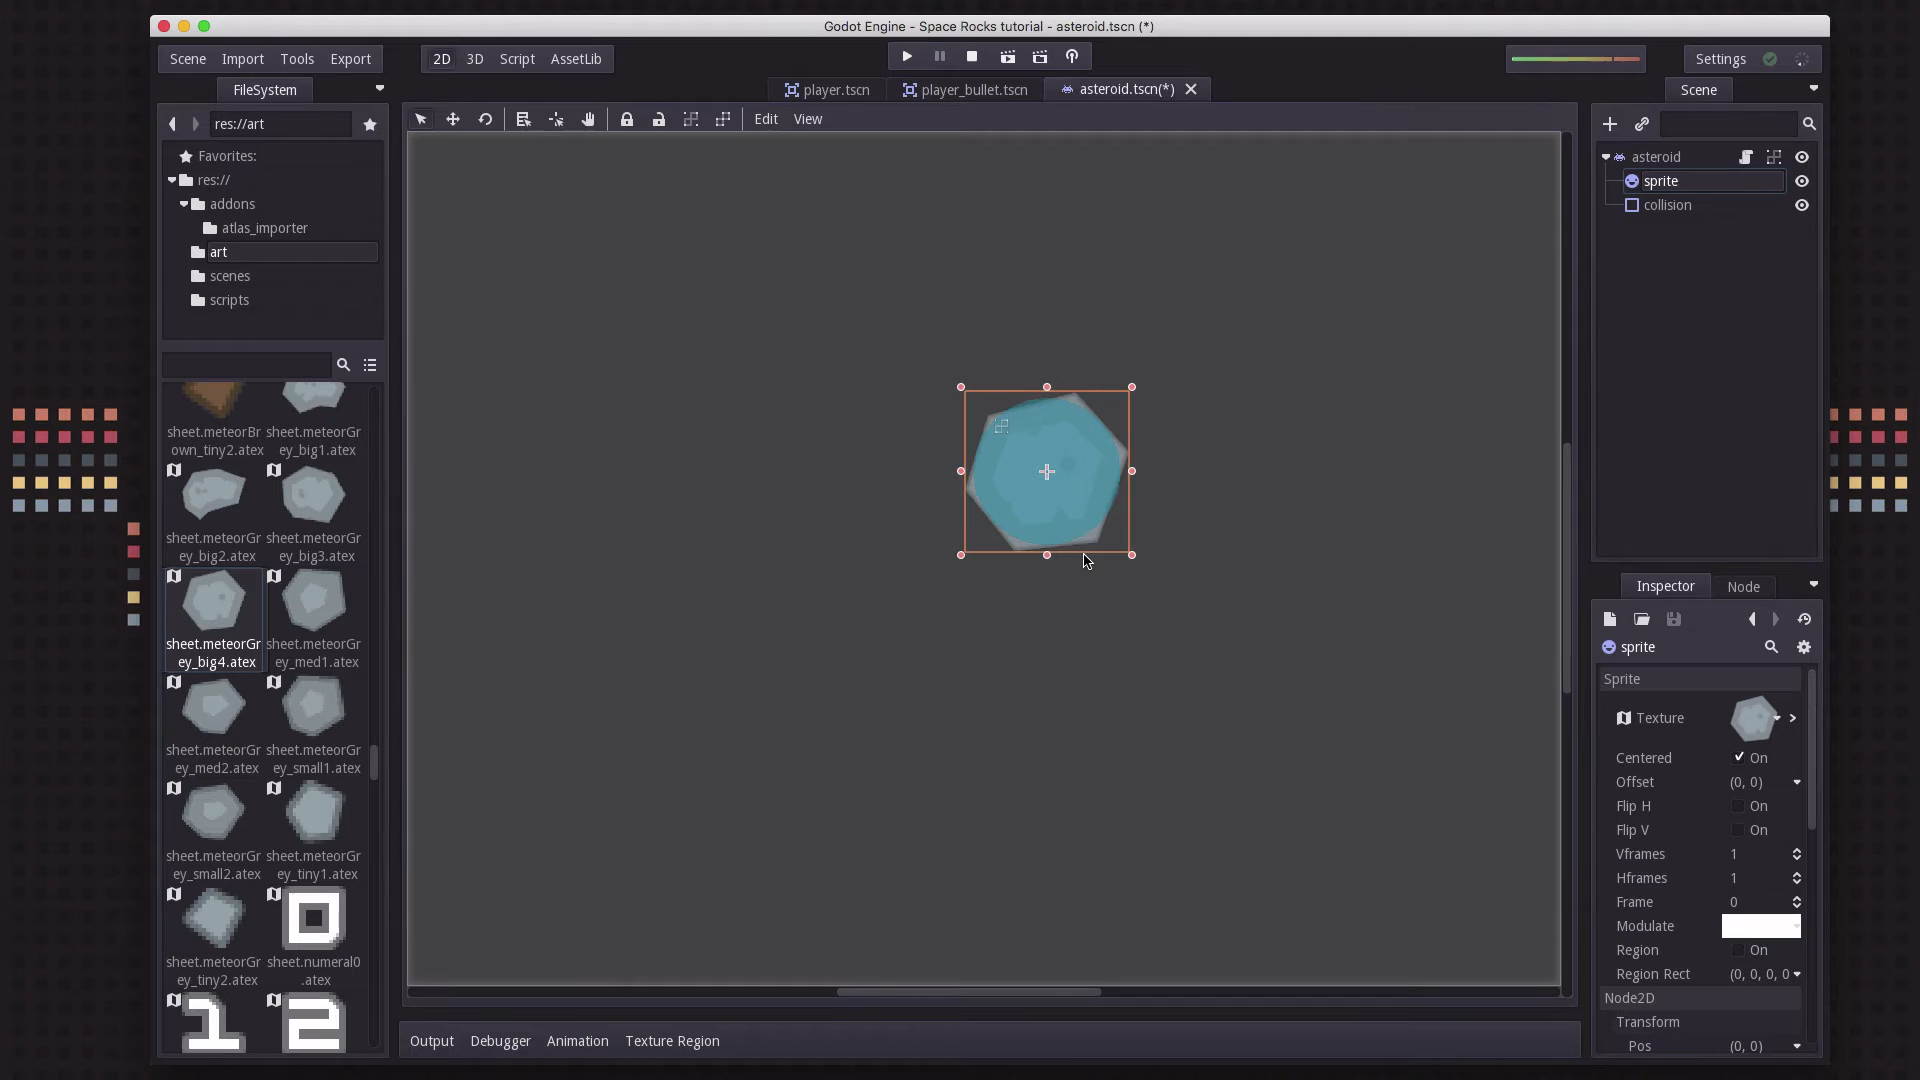 Godot Engine - Space Rocks tutorial - asteroid.tscn (*)
Scene Import Tools Export
2D 3D Script AssetLib
Settings
FileSystem
player.tscn
player_bullet.tscn
asteroid.tscn(*)
Scene
res://art
Edit View
Favorites:
res://
addons
atlas_importer
art
scenes
scripts
asteroid
sprite
collision
sheet.meteorBr
own_tiny2.atex
sheet.meteorGr
ey_big1.atex
sheet.meteorGr
ey_big2.atex
sheet.meteorGr
ey_big3.atex
sheet.meteorGr
ey_big4.atex
sheet.meteorGr
ey_med1.atex
sheet.meteorGr
ey_med2.atex
sheet.meteorGr
ey_small1.atex
sheet.meteorGr
ey_small2.atex
sheet.meteorGr
ey_tiny1.atex
sheet.meteorGr
ey_tiny2.atex
0
sheet.numeral0
.atex
1
2
Inspector Node
sprite
Sprite
Texture
Centered On
Offset (0, 0)
Flip H On
Flip V On
Vframes 1
Hframes 1
Frame 0
Modulate
Region On
Region Rect (0, 0, 0, 0
Node2D
Transform
Pos (0, 0)
Output Debugger Animation Texture Region